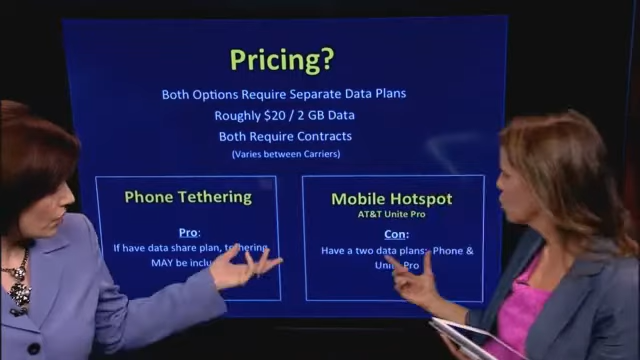 Pricing?
Both Options Require Separate Data Plans
Roughly $20 / 2 GB Data
Both Require Contracts
(Varies between Carriers)
Phone Tethering
Pro:
If have data share plan, tethering
MAY be
Mobile Hotspot
AT&T Unite Pro
Con:
Have a two data plans: Phone &
Unite Pro